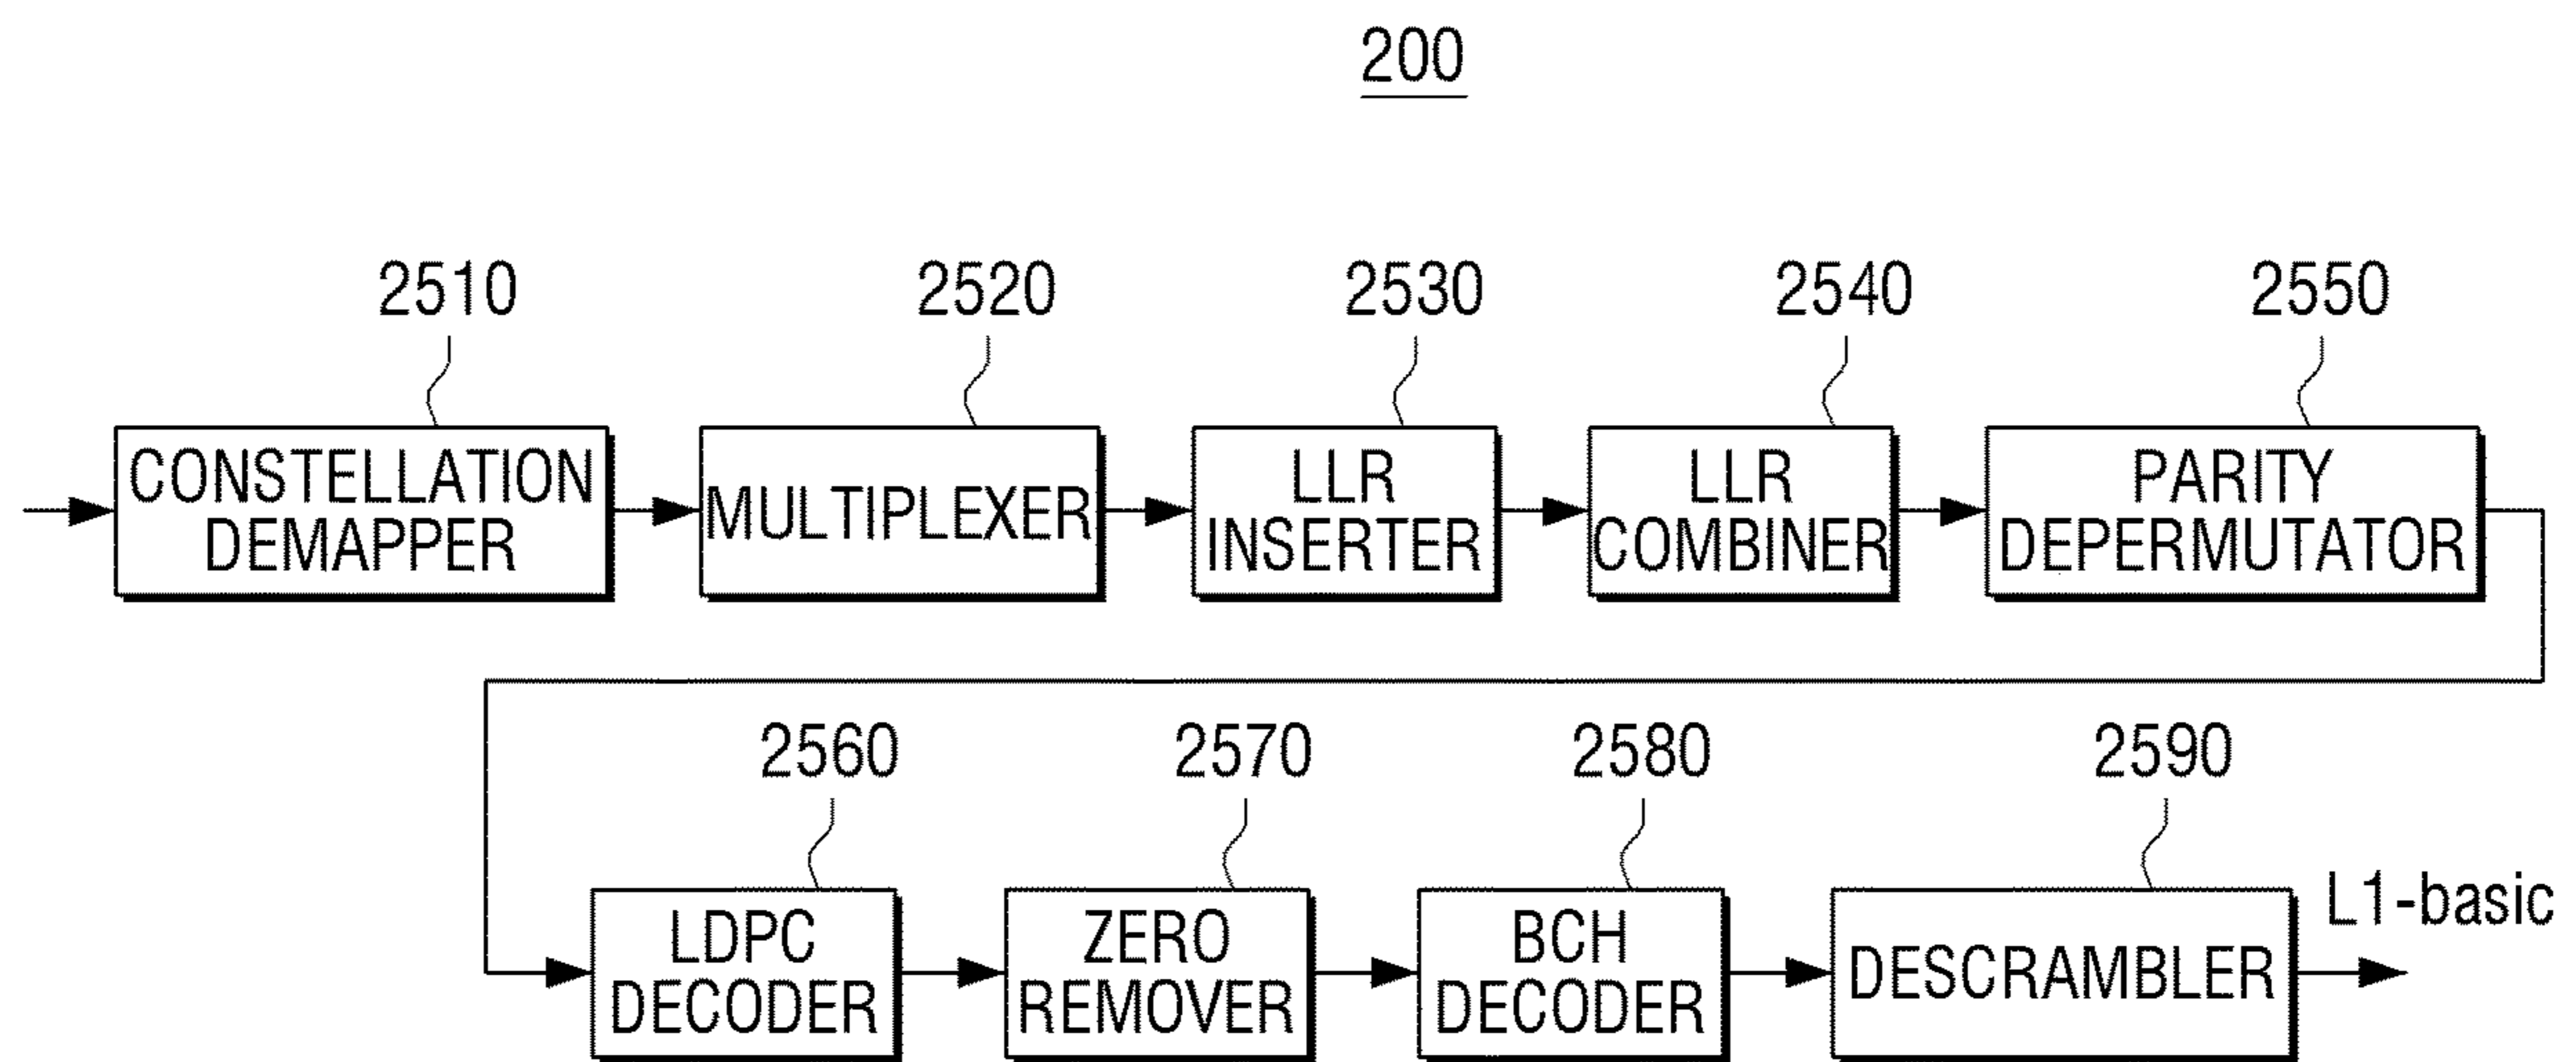 200
2510
2520
2530
2540
2550
CONSTELLATION
DEMAPPER
MULTIPLEXER
LLR
INSERTER
LLR
COMBINER
PARITY
DEPERMUTATOR
2560
2570
2580
2590
LDPC
DECODER
ZERO
REMOVER
BCH
DECODER
DESCRAMBLER
L1-basic